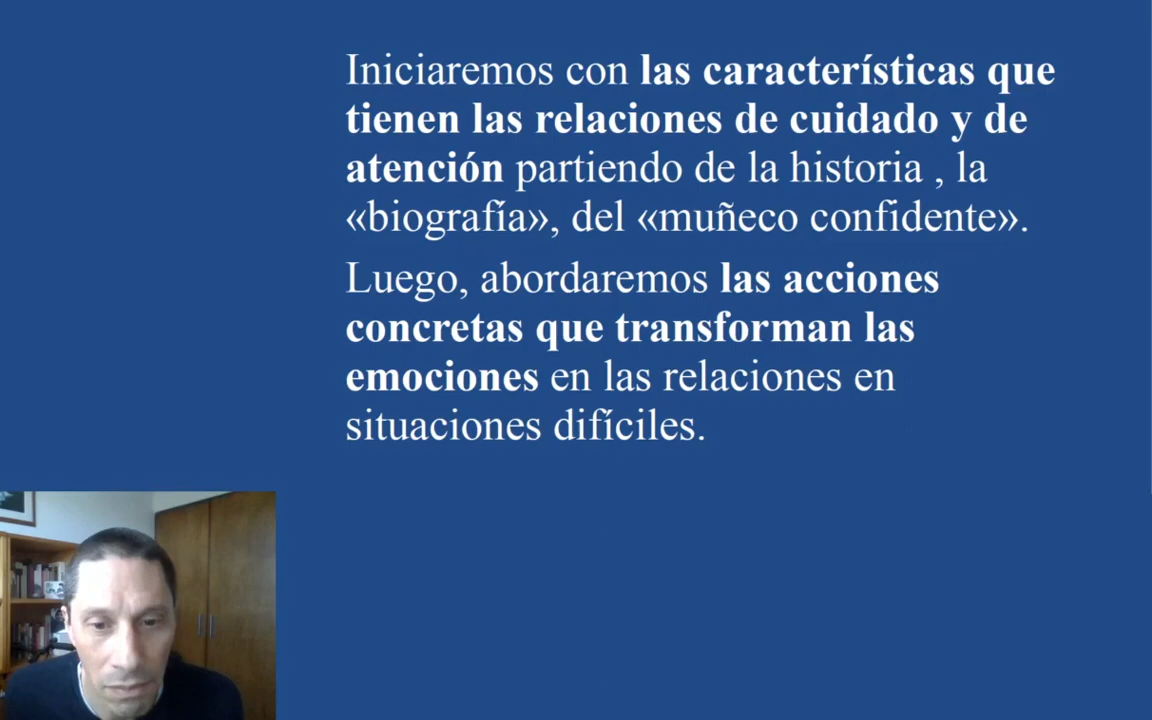 Iniciaremos con las características que
tienen las relaciones de cuidado y de
atención partiendo de la historia , la
«biografía», del «muñeco confidente».
Luego, abordaremos las acciones
concretas que transforman las
emociones en las relaciones en
situaciones difíciles.